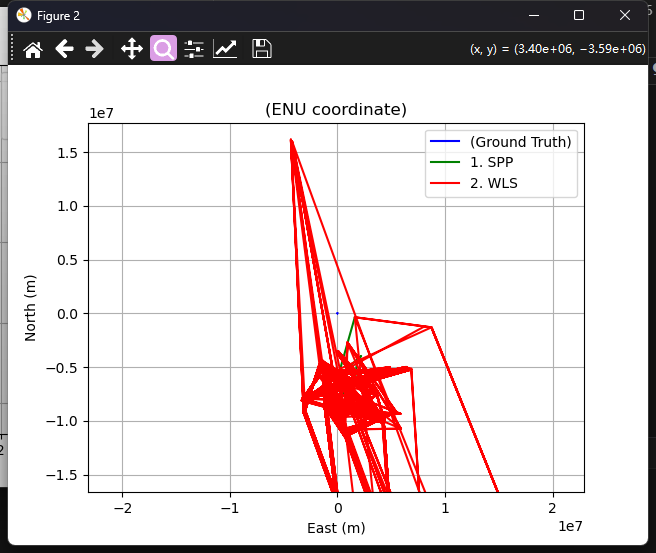 Figure 2
(x, y) = (3.40e+06, −3.59e+06)
(ENU coordinate)
1e7
(Ground Truth)
1. SPP
2. WLS
1.5
1.0
0.5
0.0
−0.5
−1.0
−1.5
North (m)
−2
−1
0
1
2
East (m)
1e7